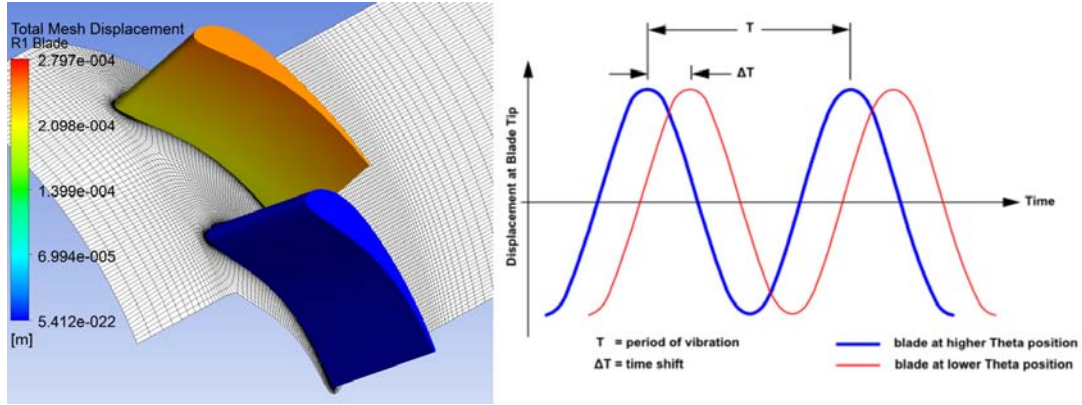 Total Mesh Displacement
R1 Blade
2.797e-004
2.098e-004
1.399e-004
6.994e-005
5.412e-022
[m]
T
ΔT
Displacement at Blade Tip
Time
T = period of vibration
ΔT = time shift
blade at higher Theta position
blade at lower Theta position